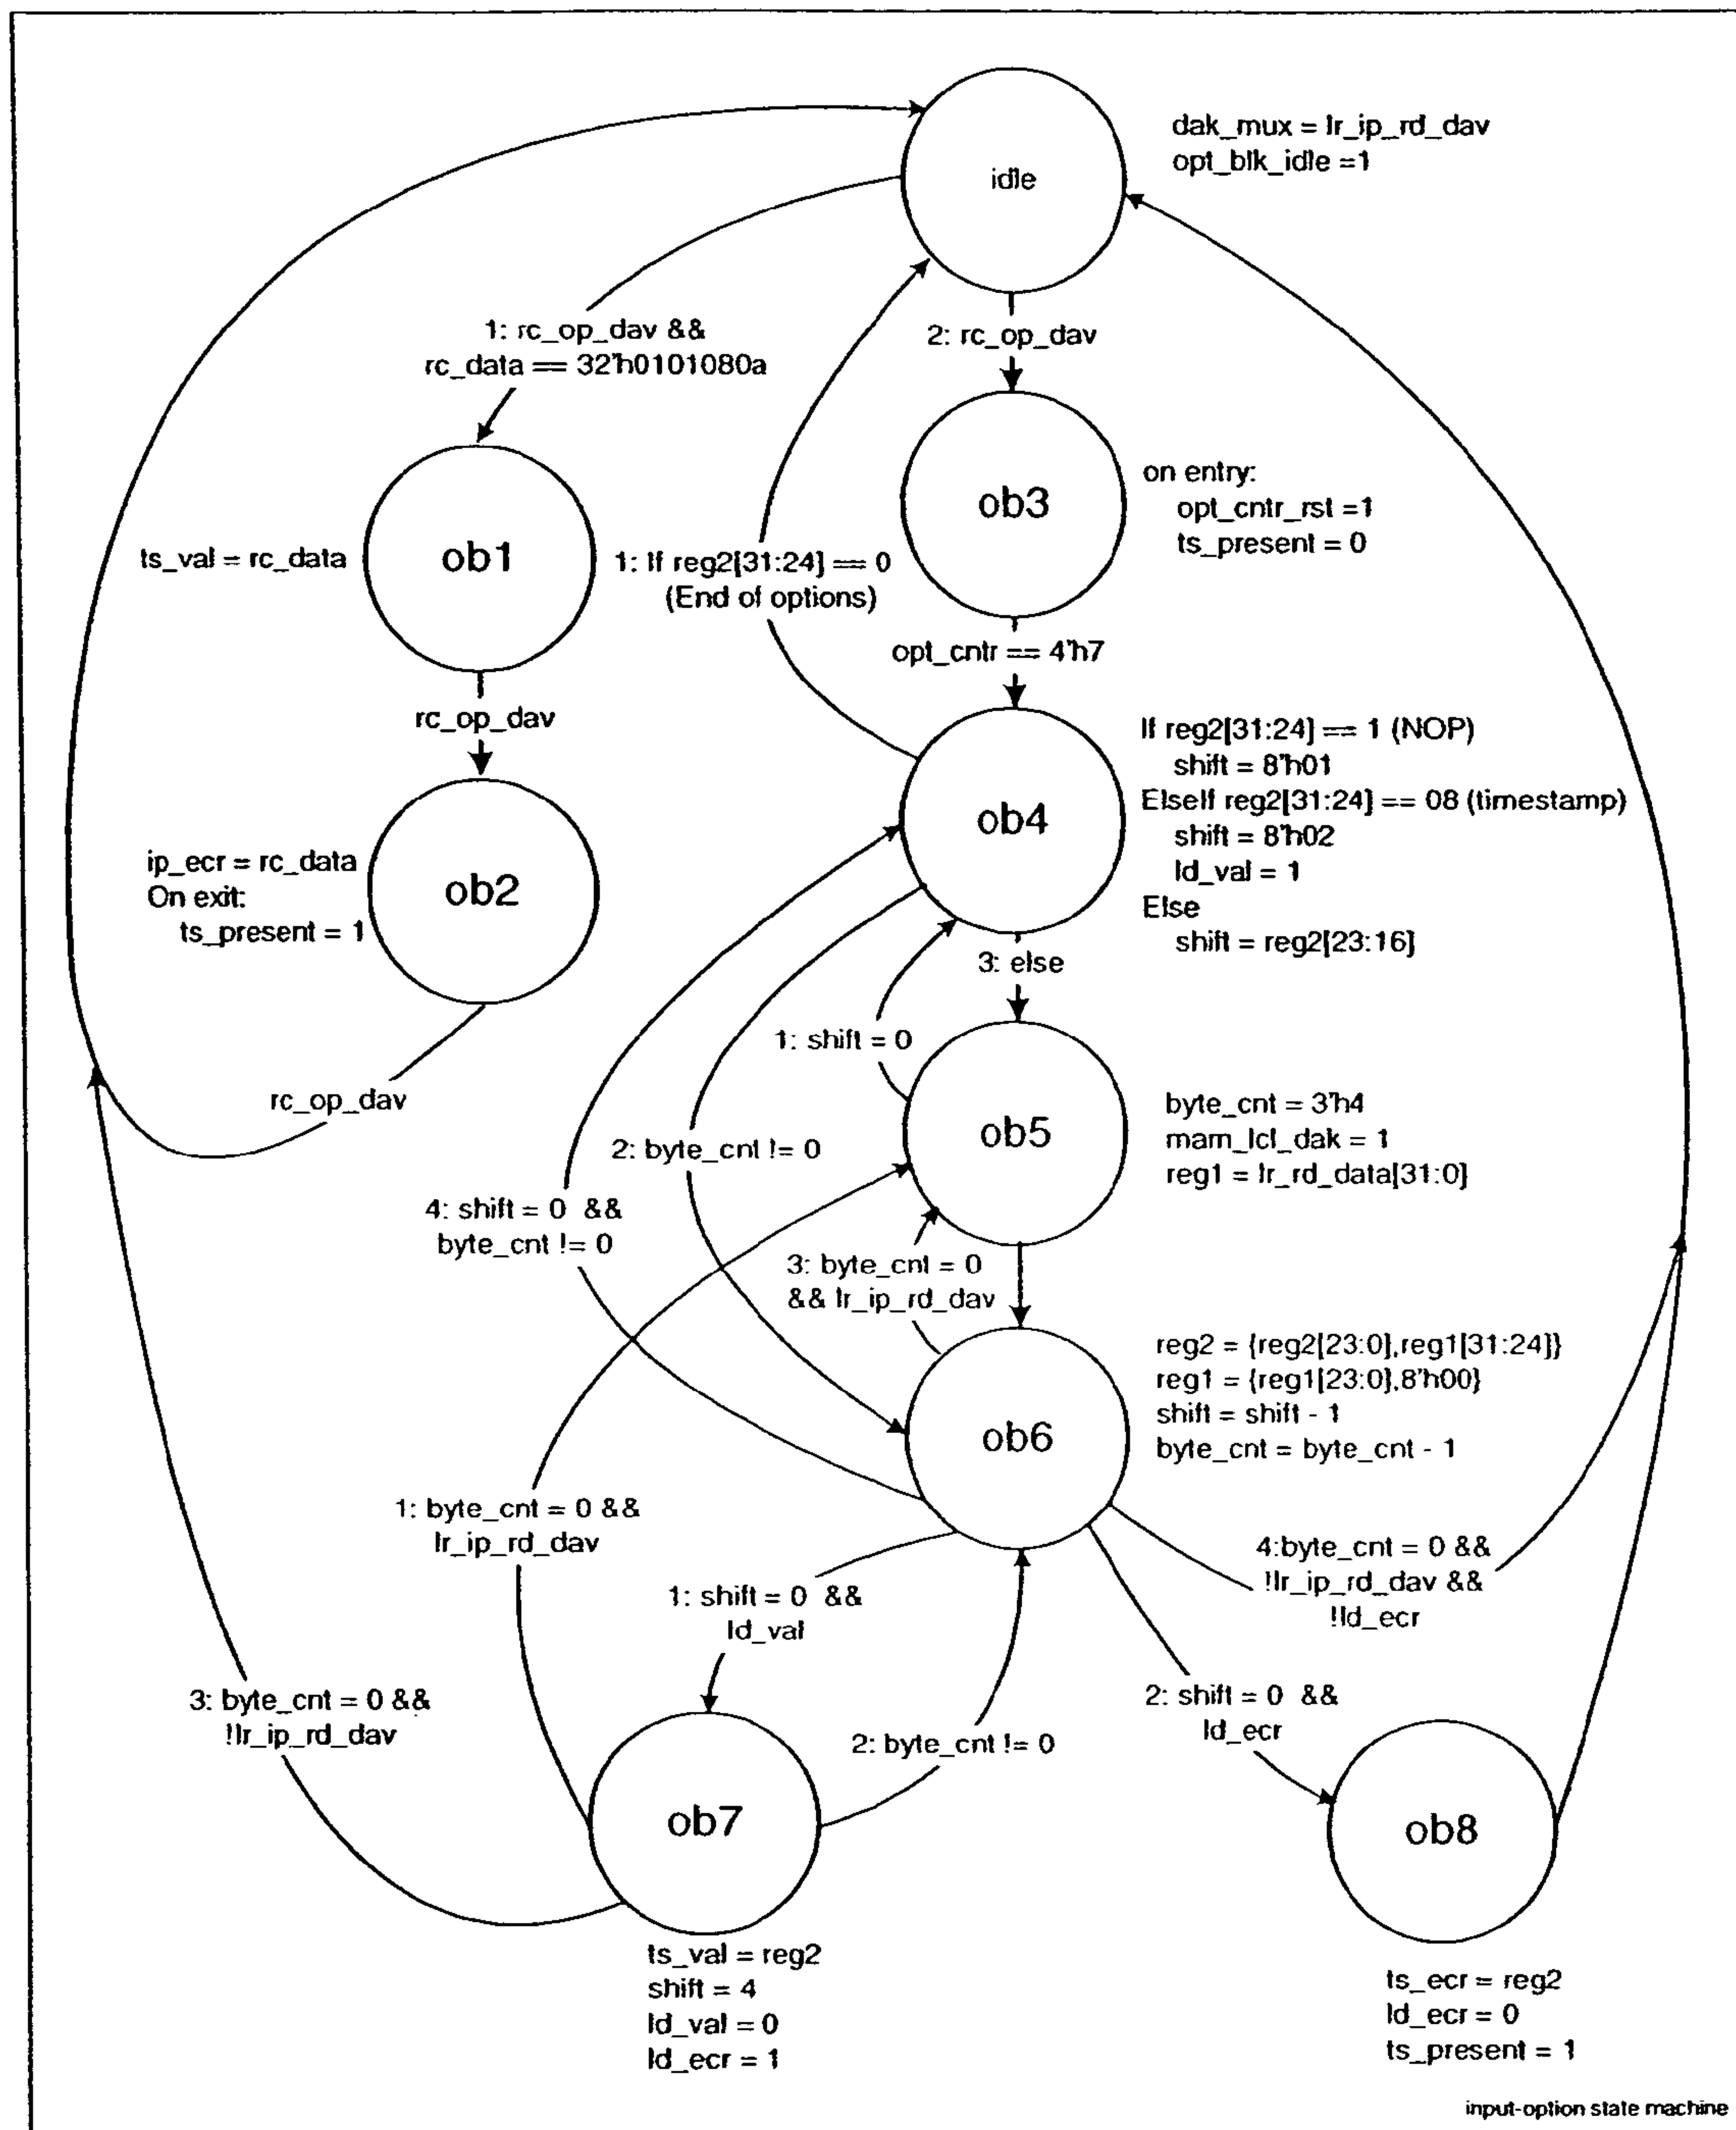 idle
dak_mux = lr_ip_rd_dav
opt_blk_idle =1
1: rc_op_dav &&
rc_data == 32'h0101080a
2: rc_op_dav
ob1
ts_val = rc_data
ob3
on entry:
opt_cntr_rst =1
ts_present = 0
1: If reg2[31:24] == 0
(End of options)
rc_op_dav
opt_cntr == 4'h7
ob2
ip_ecr = rc_data
On exit:
ts_present = 1
ob4
If reg2[31:24] == 1 (NOP)
shift = 8'h01
ElseIf reg2[31:24] == 08 (timestamp)
shift = 8'h02
ld_val = 1
Else
shift = reg2[23:16]
3: else
1: shift = 0
rc_op_dav
ob5
byte_cnt = 3'h4
mam_lcl_dak = 1
reg1 = lr_rd_data[31:0]
2: byte_cnt != 0
4: shift = 0 &&
byte_cnt != 0
3: byte_cnt = 0
&& lr_ip_rd_dav
ob6
reg2 = {reg2[23:0],reg1[31:24]}
reg1 = {reg1[23:0],8'h00}
shift = shift - 1
byte_cnt = byte_cnt - 1
1: byte_cnt = 0 &&
lr_ip_rd_dav
1: shift = 0 &&
ld_val
4:byte_cnt = 0 &&
!lr_ip_rd_dav &&
!ld_ecr
3: byte_cnt = 0 &&
!lr_ip_rd_dav
2: byte_cnt != 0
2: shift = 0 &&
ld_ecr
ob7
ts_val = reg2
shift = 4
ld_val = 0
ld_ecr = 1
ob8
ts_ecr = reg2
ld_ecr = 0
ts_present = 1
input-option state machine